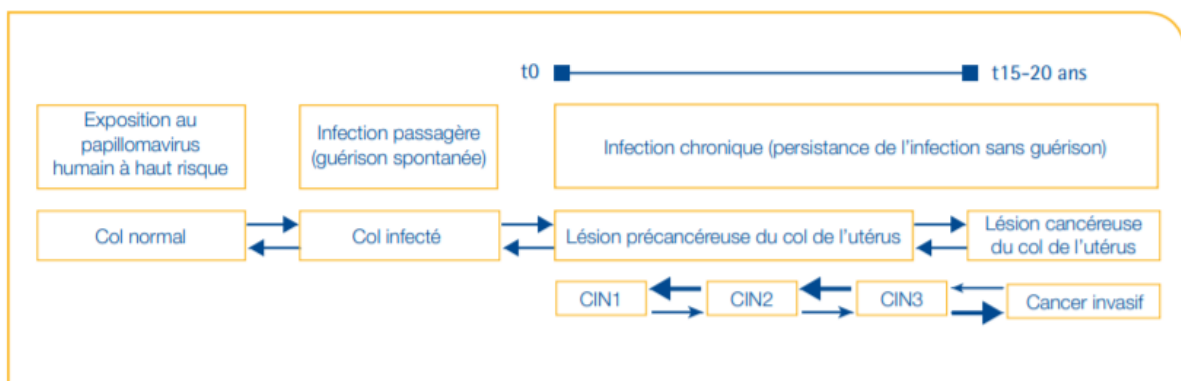 t0
t15-20 ans
Exposition au
papillomavirus
humain à haut risque
Infection passagère
(guérison spontanée)
Infection chronique (persistance de l'infection sans guérison)
Col normal
Col infecté
Lésion précancéreuse du col de l'utérus
Lésion cancéreuse
du col de l'utérus
CIN1
CIN2
CIN3
Cancer invasif